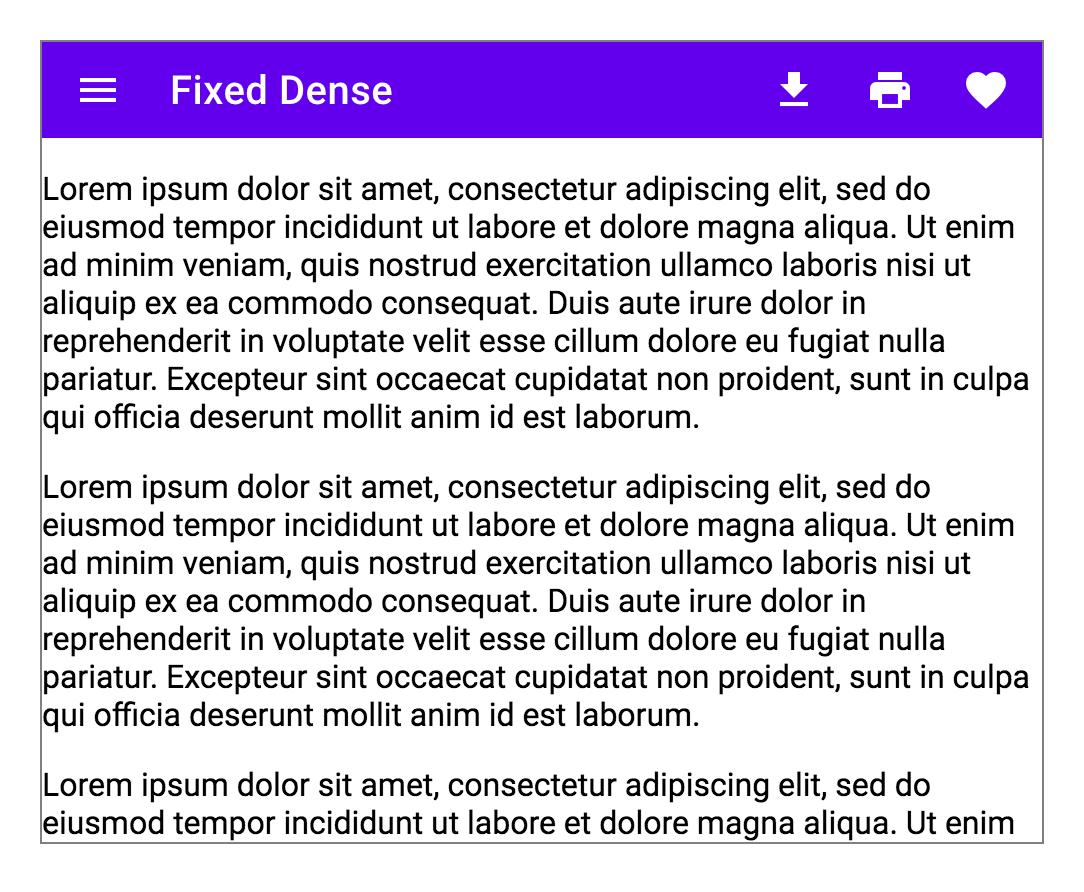 Fixed Dense
Lorem ipsum dolor sit amet, consectetur adipiscing elit, sed do
eiusmod tempor incididunt ut labore et dolore magna aliqua. Ut enim
ad minim veniam, quis nostrud exercitation ullamco laboris nisi ut
aliquip ex ea commodo consequat. Duis aute irure dolor in
reprehenderit in voluptate velit esse cillum dolore eu fugiat nulla
pariatur. Excepteur sint occaecat cupidatat non proident, sunt in culpa
qui officia deserunt mollit anim id est laborum.
Lorem ipsum dolor sit amet, consectetur adipiscing elit, sed do
eiusmod tempor incididunt ut labore et dolore magna aliqua. Ut enim
ad minim veniam, quis nostrud exercitation ullamco laboris nisi ut
aliquip ex ea commodo consequat. Duis aute irure dolor in
reprehenderit in voluptate velit esse cillum dolore eu fugiat nulla
pariatur. Excepteur sint occaecat cupidatat non proident, sunt in culpa
qui officia deserunt mollit anim id est laborum.
Lorem ipsum dolor sit amet, consectetur adipiscing elit, sed do
eiusmod tempor incididunt ut labore et dolore magna aliqua. Ut enim